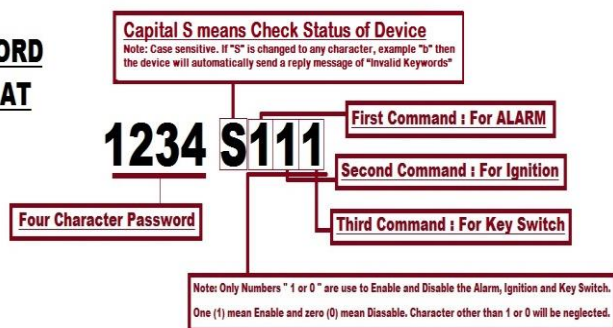 Capital S means Check Status of Device
Note: Case sensitive. If "S" is changed to any character, example "b" then
the device will automatically send a reply message of "Invalid Keywords"
ORD
AT
First Command : For ALARM
1234 S111
Second Command : For Ignition
Four Character Password
Third Command : For Key Switch
Note: Only Numbers " 1 or 0 " are use to Enable and Disable the Alarm, Ignition and Key Switch.
One (1) mean Enable and zero (0) mean Diasable. Character other than 1 or 0 will be neglected.